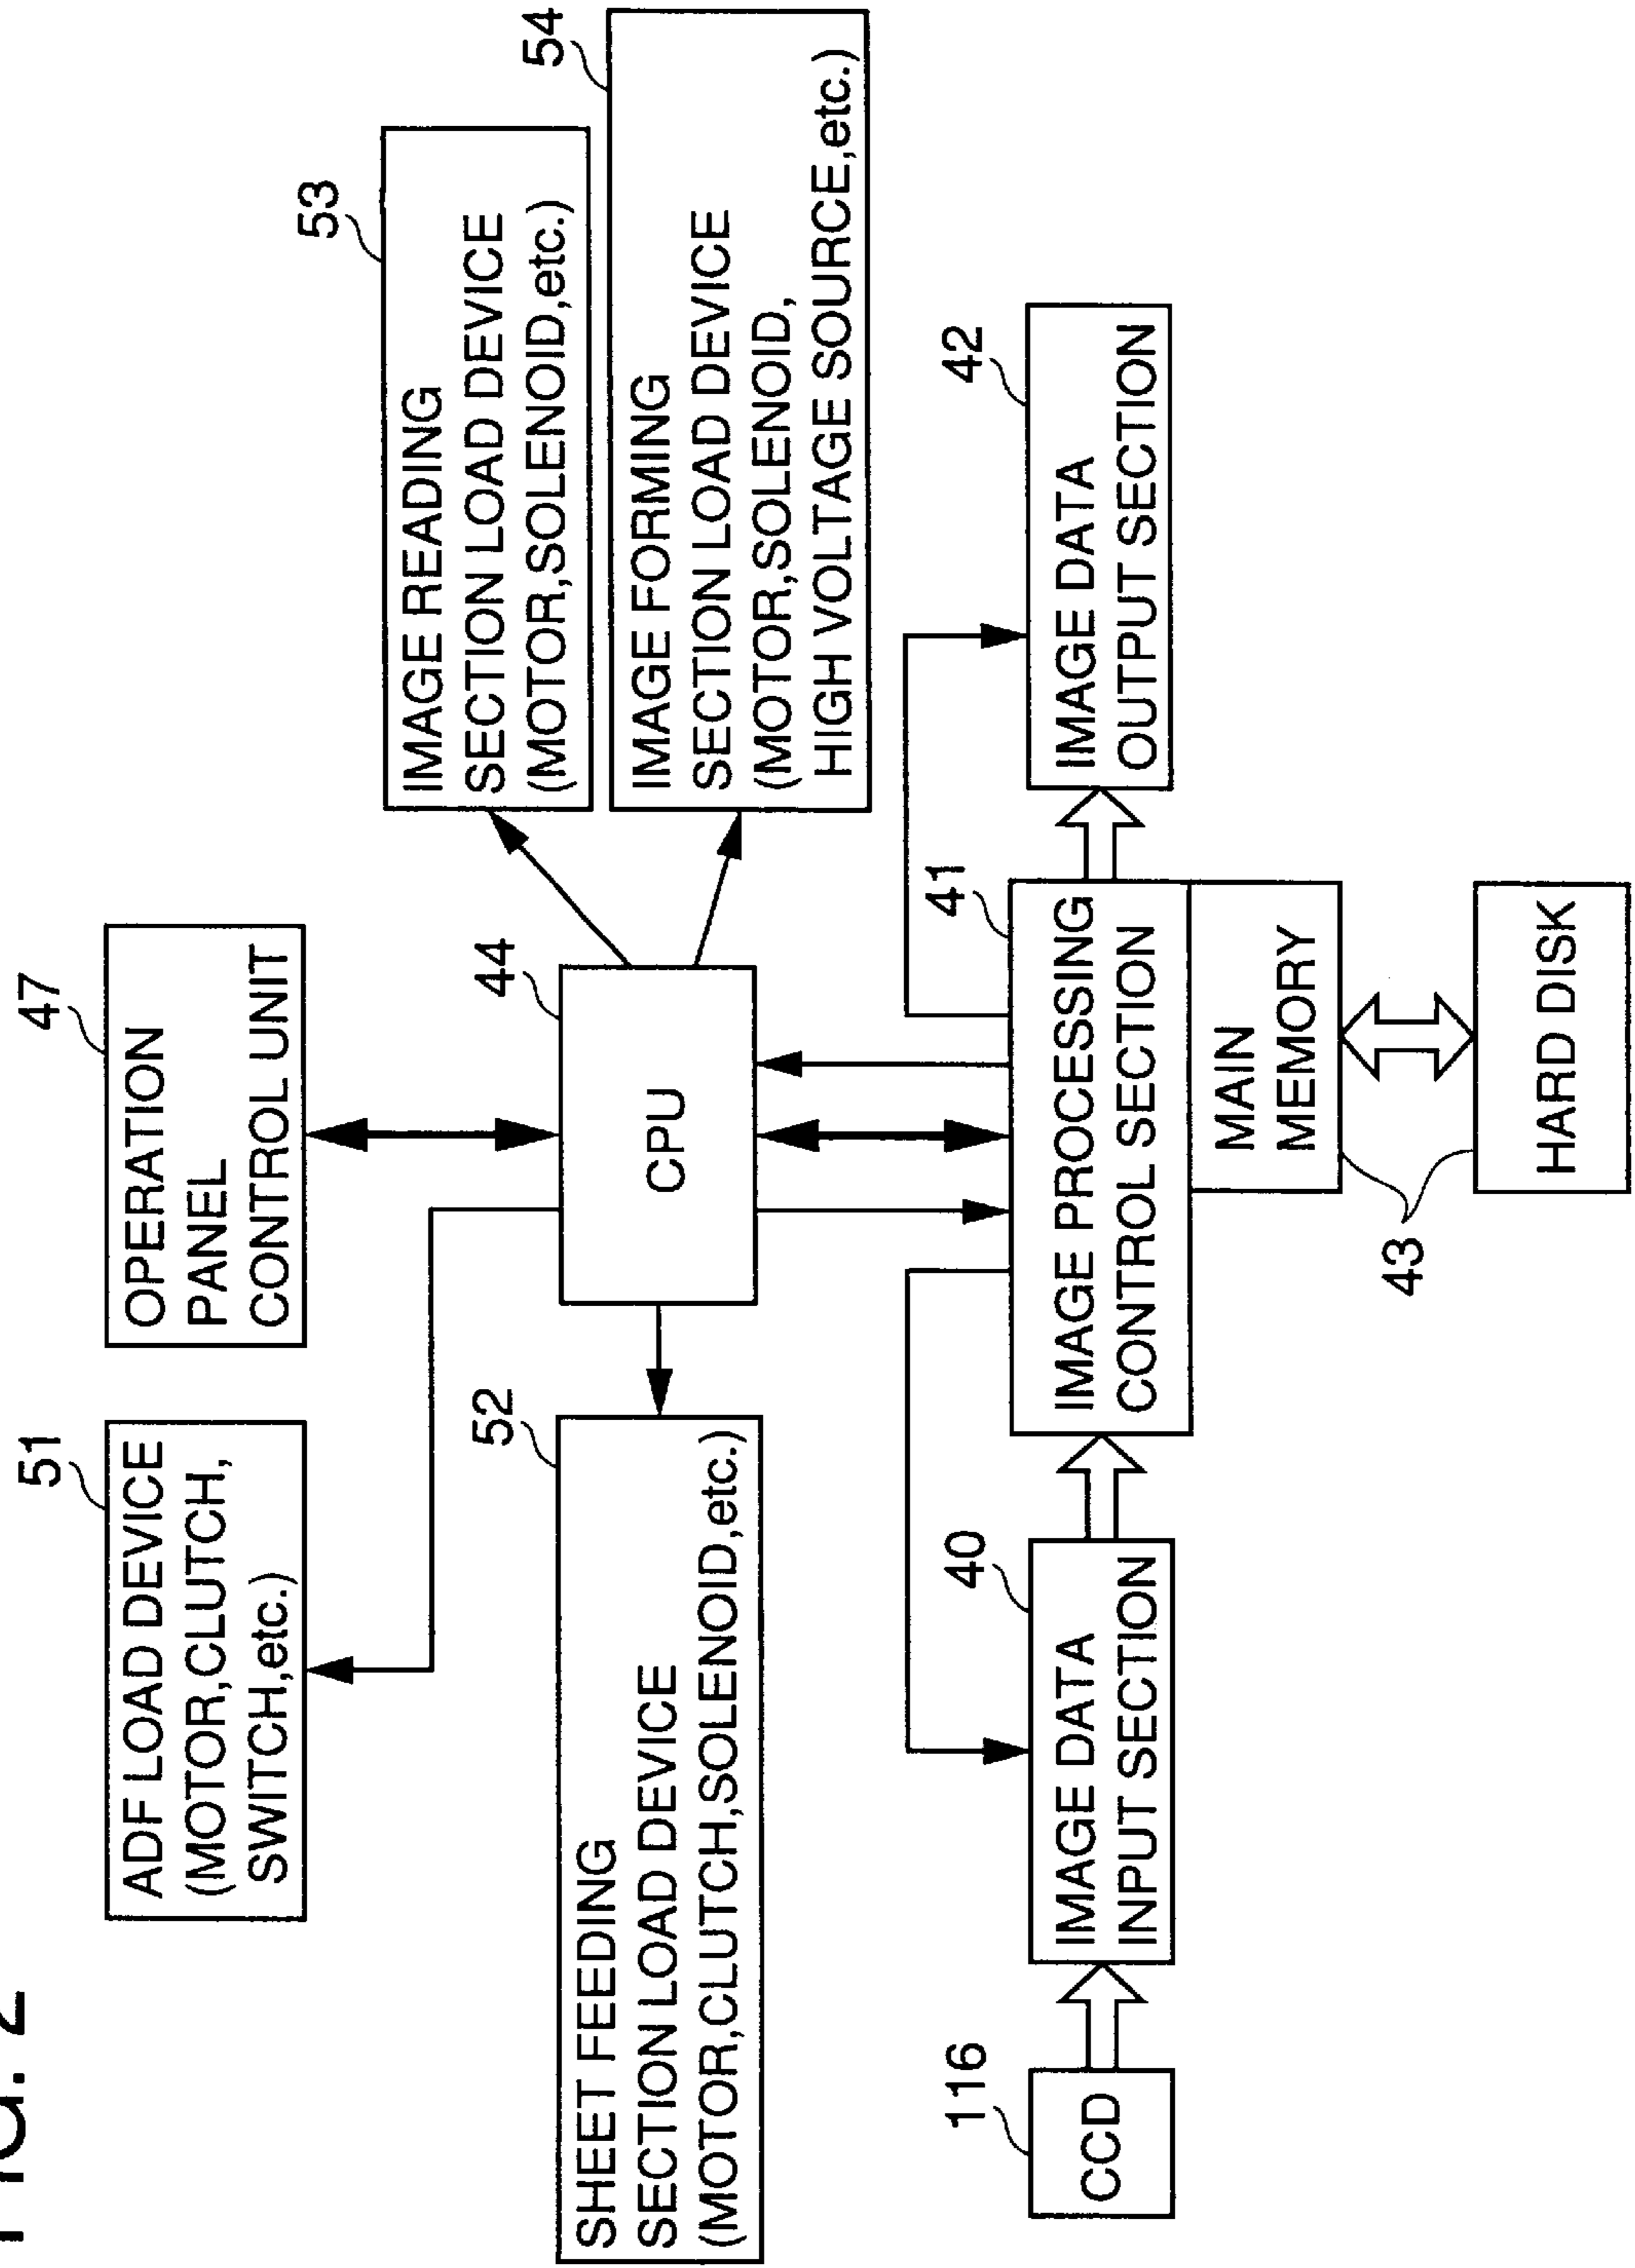 FIG. 2
51
ADF LOAD DEVICE
(MOTOR,CLUTCH,
SWITCH,etc.)
47
OPERATION
PANEL
CONTROL UNIT
52
SHEET FEEDING
SECTION LOAD DEVICE
(MOTOR,CLUTCH,SOLENOID,etc.)
44
CPU
53
IMAGE READING
SECTION LOAD DEVICE
(MOTOR,SOLENOID,etc.)
54
IMAGE FORMING
SECTION LOAD DEVICE
(MOTOR,SOLENOID,
HIGH VOLTAGE SOURCE,etc.)
116
CCD
40
IMAGE DATA
INPUT SECTION
41
IMAGE PROCESSING
CONTROL SECTION
42
IMAGE DATA
OUTPUT SECTION
MAIN
MEMORY
43
HARD DISK